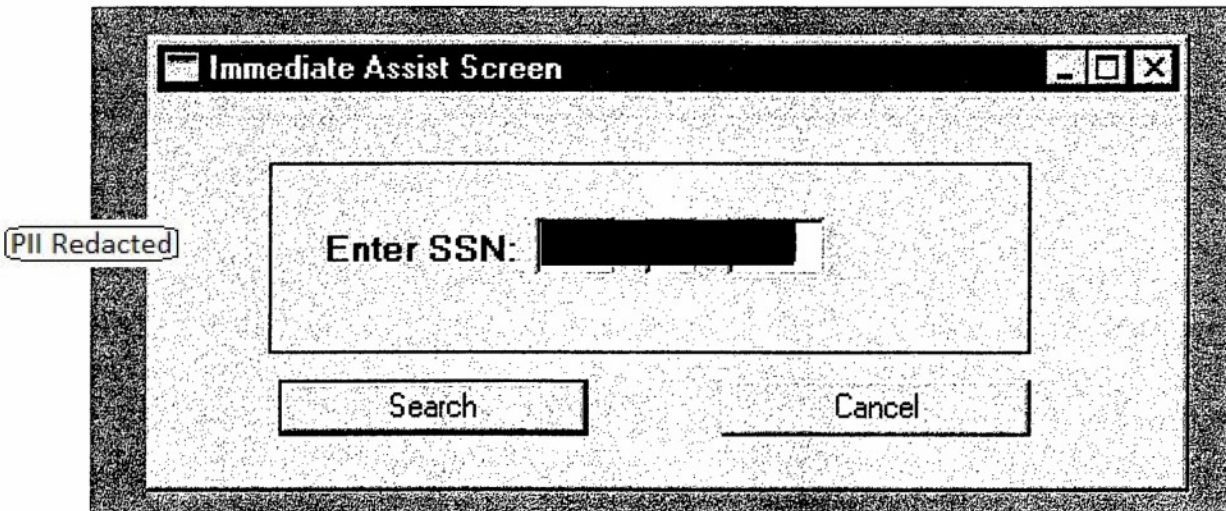 Immediate Assist Screen
PII Redacted
Enter SSN:
Search
Cancel